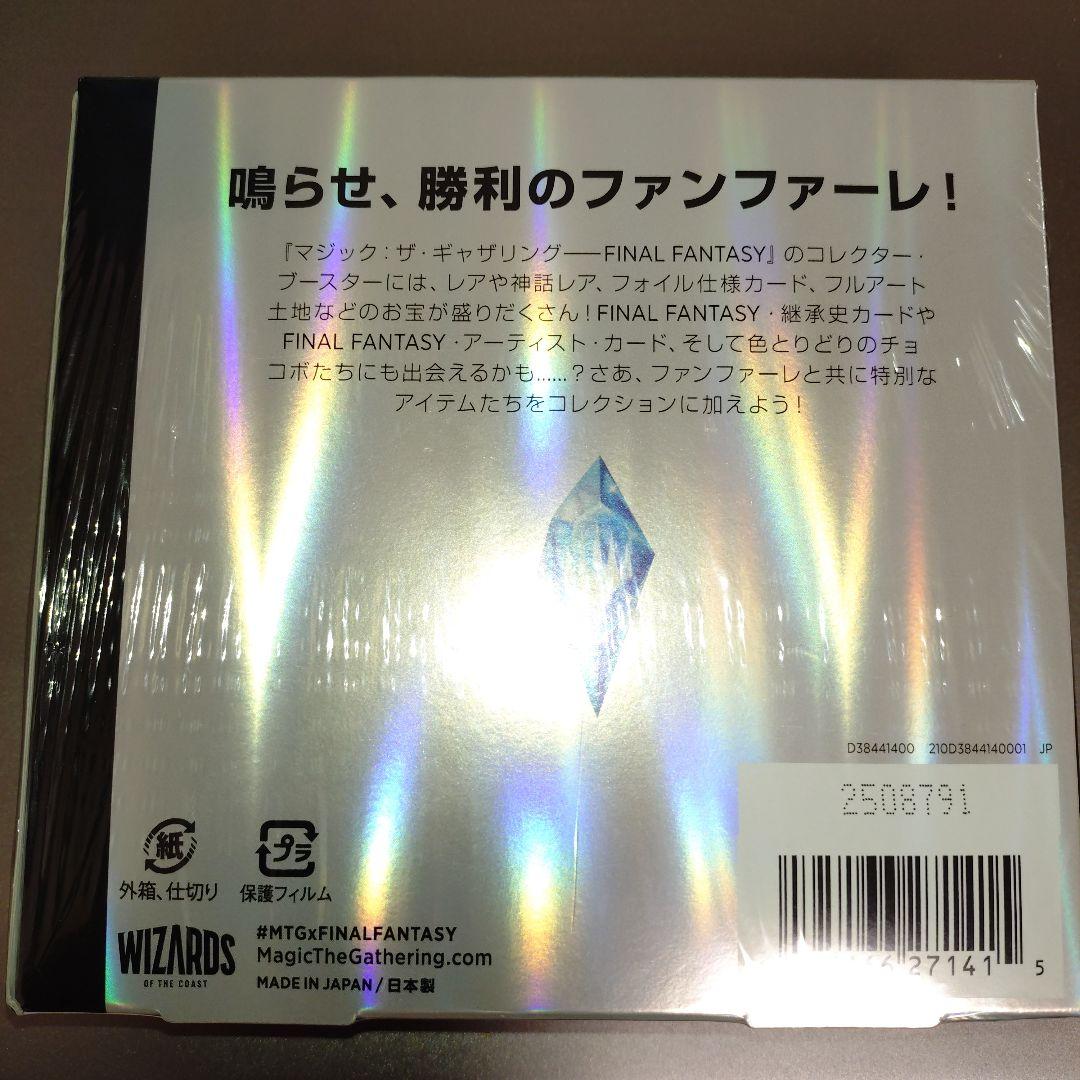 鳴らせ、勝利のファンファーレ!
『マジック:ザ・ギャザリング──FINAL FANTASY』のコレクター・
ブースターには、レアや神話レア、フォイル仕様カード、フルアート
土地などのお宝が盛りだくさん!FINAL FANTASY・継承史カードや
FINAL FANTASY・アーティスト・カード、そして色とりどりのチョ
コボたちにも出会えるかも……?さあ、ファンファーレと共に特別な
アイテムたちをコレクションに加えよう!
D38441400 210D3844140001 JP
2508791
紙
プラ
外箱、仕切り 保護フィルム
WIZARDS
OF THE COAST
#MTGxFINALFANTASY
MagicTheGathering.com
MADE IN JAPAN / 日本製
27141 5